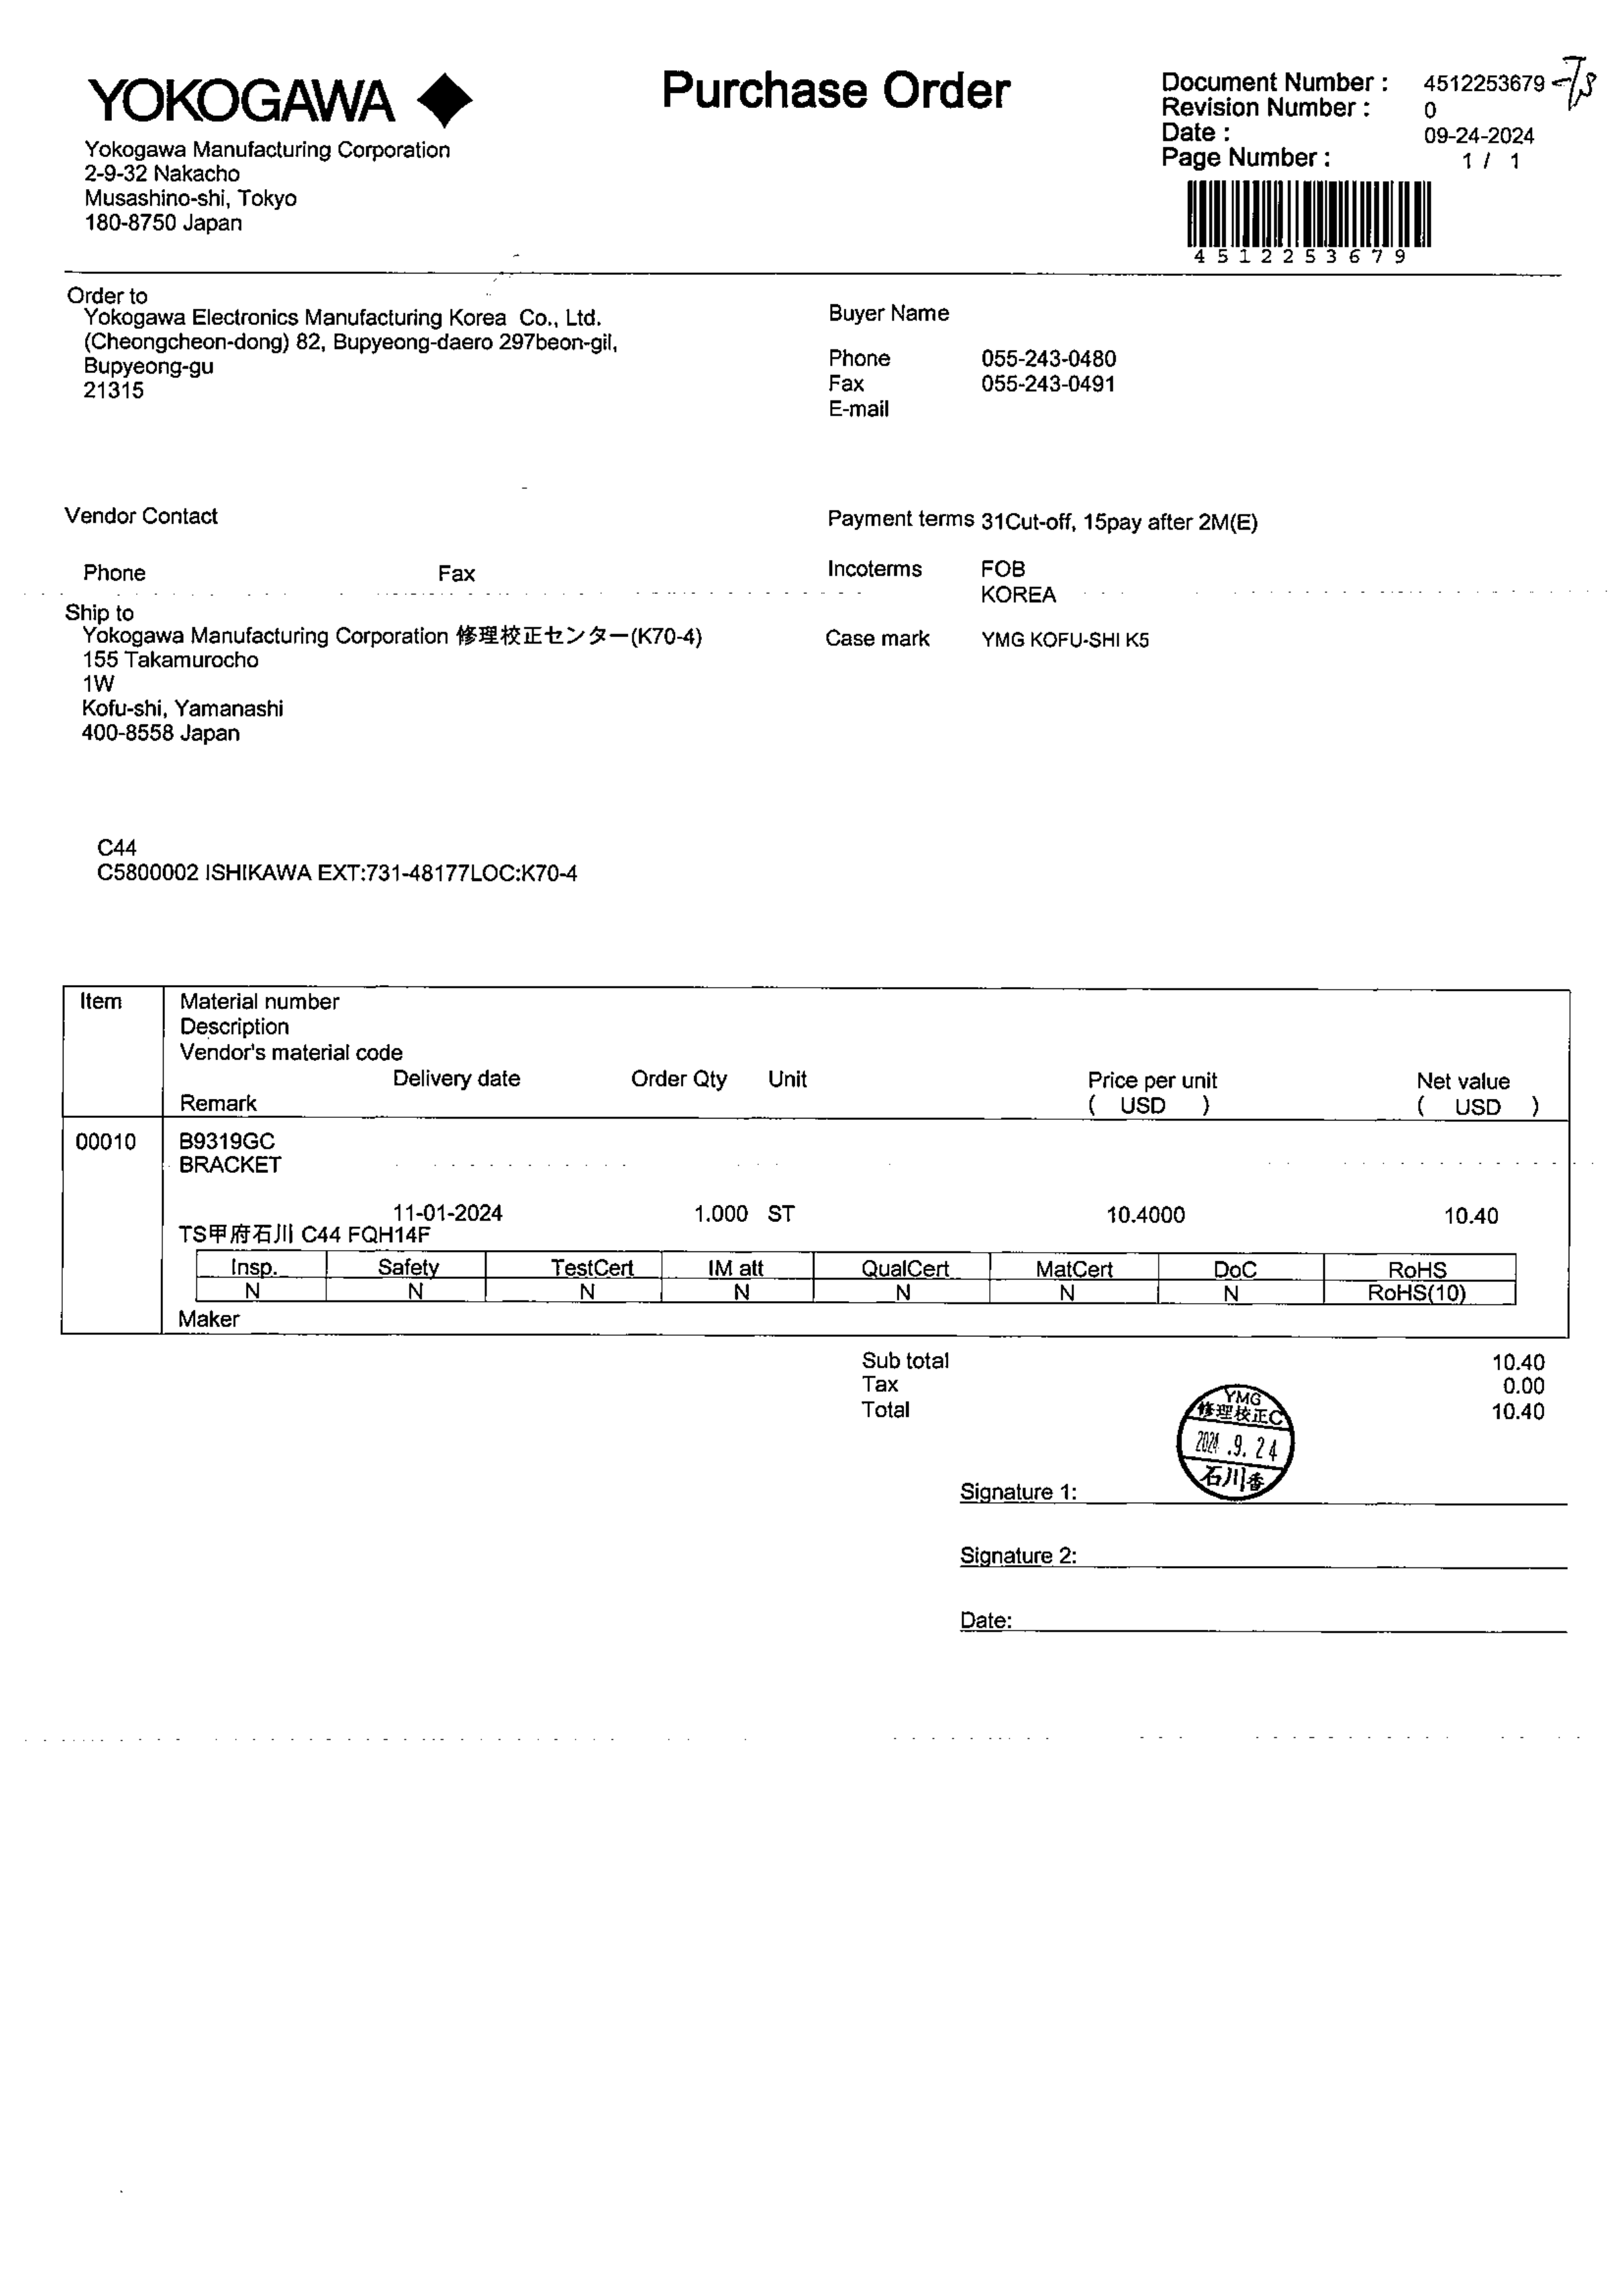 YOKOGAWA
Purchase Order
Yokogawa Manufacturing Corporation
2-9-32 Nakacho
Musashino-shi, Tokyo
180-8750 Japan
Document Number : 4512253679
Revision Number : 0
Date : 09-24-2024
Page Number : 1 / 1
4512253679
Order to
Yokogawa Electronics Manufacturing Korea Co., Ltd.
(Cheongcheon-dong) 82, Bupyeong-daero 297beon-gil,
Bupyeong-gu
21315
Buyer Name
Phone 055-243-0480
Fax 055-243-0491
E-mail
Vendor Contact
Phone Fax
Payment terms 31Cut-off, 15pay after 2M(E)
Incoterms FOB
KOREA
Ship to
Yokogawa Manufacturing Corporation 修理校正センター(K70-4)
155 Takamurocho
1W
Kofu-shi, Yamanashi
400-8558 Japan
Case mark YMG KOFU-SHI K5
C44
C5800002 ISHIKAWA EXT:731-48177LOC:K70-4
Item Material number
Description
Vendor's material code
Delivery date Order Qty Unit Price per unit Net value
Remark ( USD ) ( USD )
00010 B9319GC
BRACKET
11-01-2024 1.000 ST 10.4000 10.40
TS甲府石川 C44 FQH14F
Insp. Safety TestCert IM att QualCert MatCert DoC RoHS
N N N N N N N RoHS(10)
Maker
Sub total 10.40
Tax 0.00
Total 10.40
YMG
修理校正C
2024.9.24
石川香
Signature 1:
Signature 2:
Date: